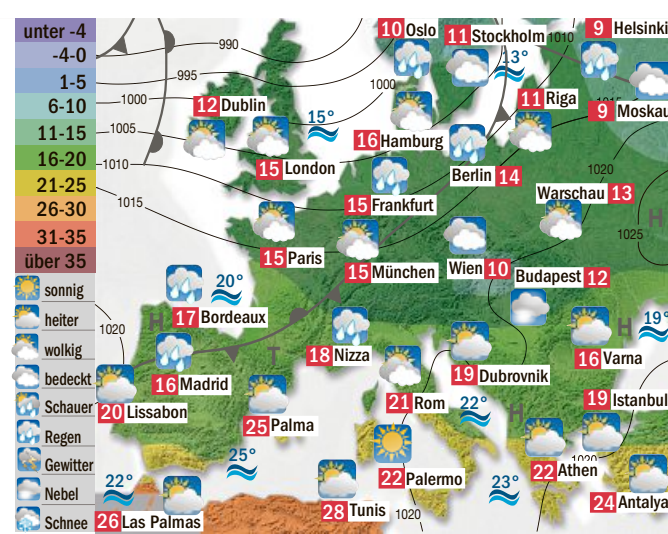 unter -4
-4-0
1-5
6-10
11-15
16-20
21-25
26-30
31-35
über 35
sonnig
heiter
wolkig
bedeckt
Schauer
Regen
Gewitter
Nebel
Schnee
10 Oslo
11 Stockholm
9 Helsinki
990
1010
13°
995
1000
1000
12 Dublin
15°
11 Riga
1015
9 Moskau
1005
16 Hamburg
15 London
1010
Berlin 14
1020
1015
15 Frankfurt
Warschau 13
H
1025
15 Paris
15 München
Wien 10
Budapest 12
20°
17 Bordeaux
H
1020
T
18 Nizza
19°
H
16 Varna
16 Madrid
19 Dubrovnik
20 Lissabon
25 Palma
21 Rom
22°
H
19 Istanbul
25°
22°
22 Palermo
23°
22 Athen
1020
24 Antalya
26 Las Palmas
28 Tunis
1020